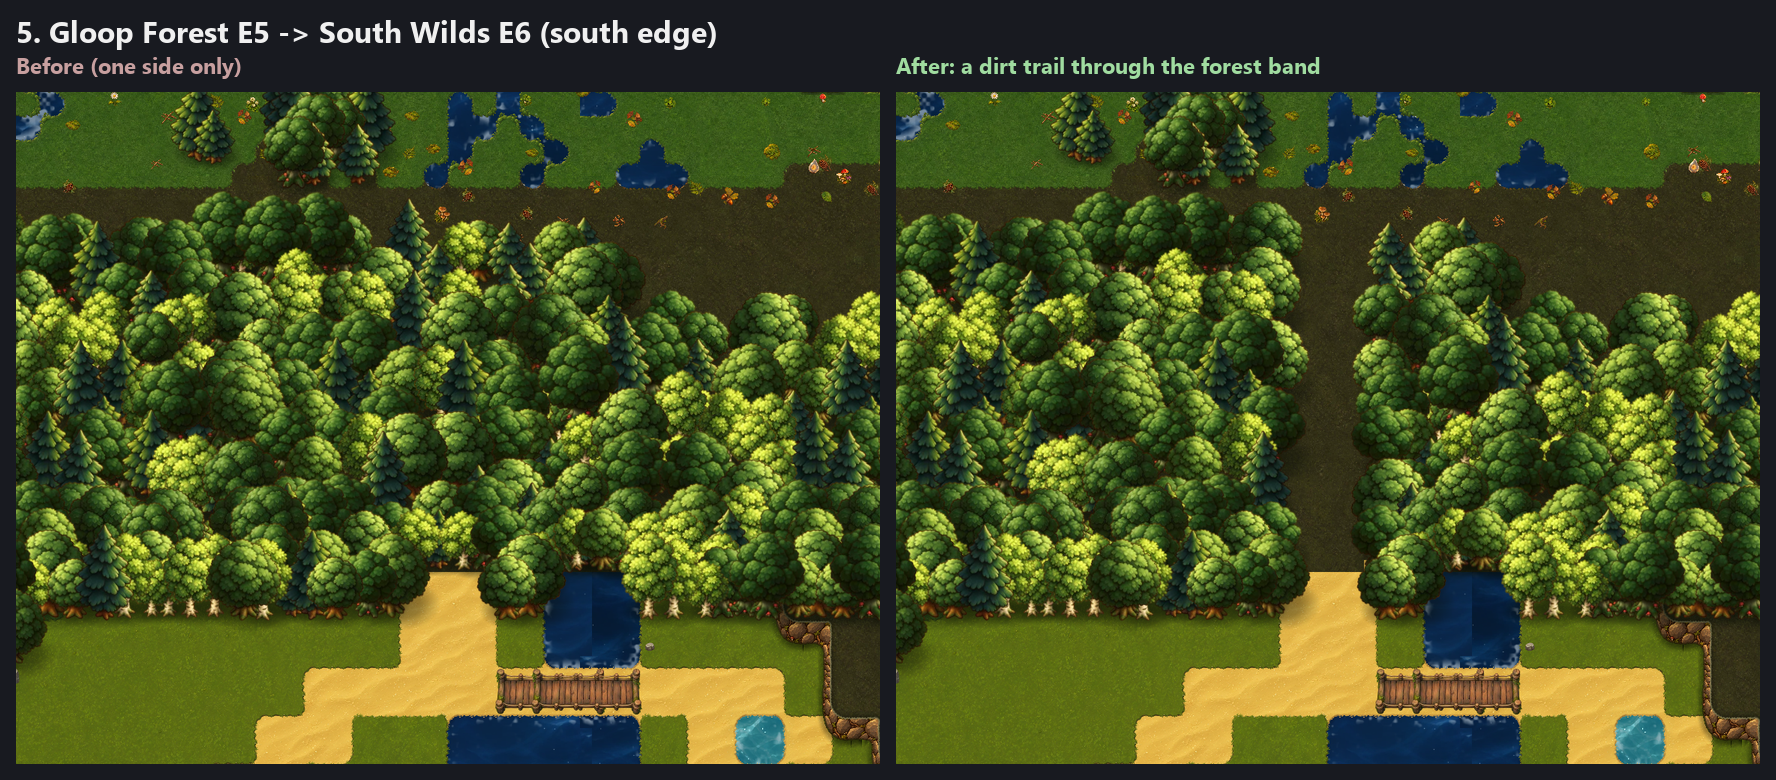 5. Gloop Forest E5 -> South Wilds E6 (south edge)
Before (one side only)
After: a dirt trail through the forest band